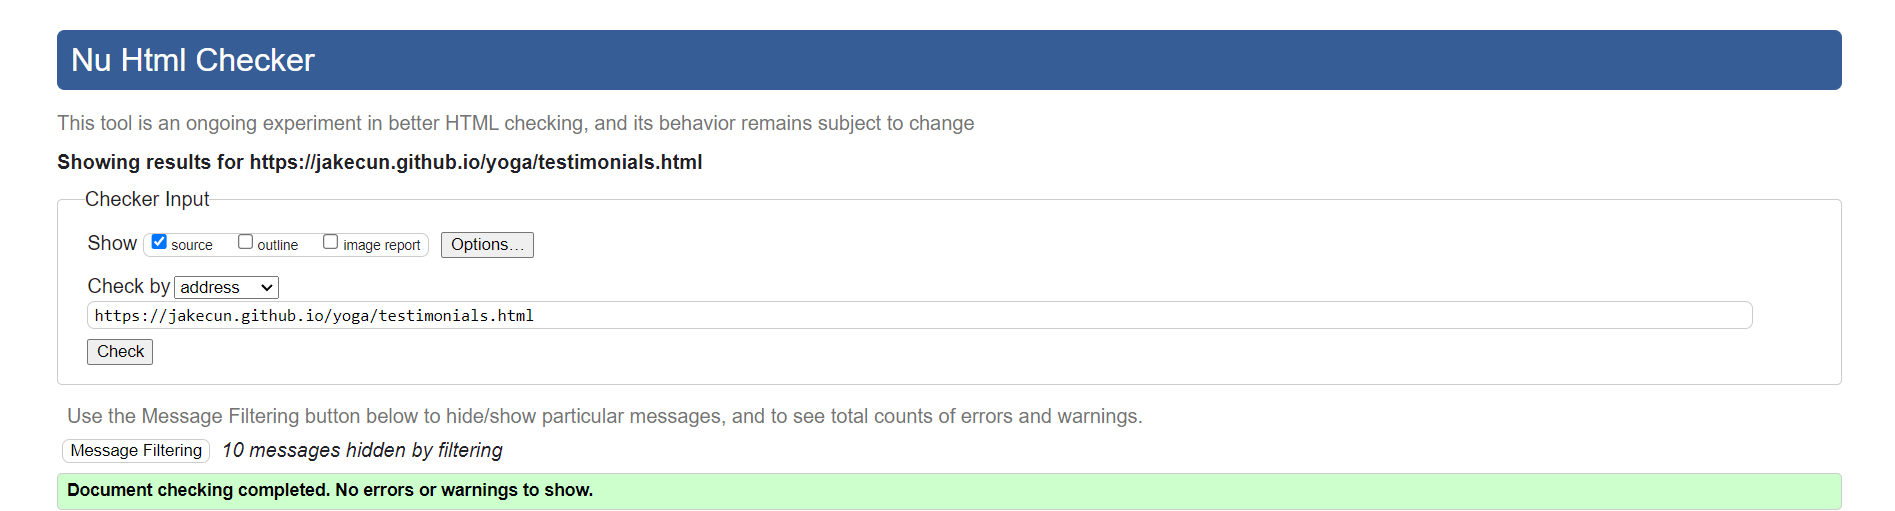 Nu Html Checker
This tool is an ongoing experiment in better HTML checking, and its behavior remains subject to change
Showing results for https://jakecun.github.io/yoga/testimonials.html
Checker Input
Show source outline image report Options...
Check by address
https://jakecun.github.io/yoga/testimonials.html
Check
Use the Message Filtering button below to hide/show particular messages, and to see total counts of errors and warnings.
Message Filtering 10 messages hidden by filtering
Document checking completed. No errors or warnings to show.